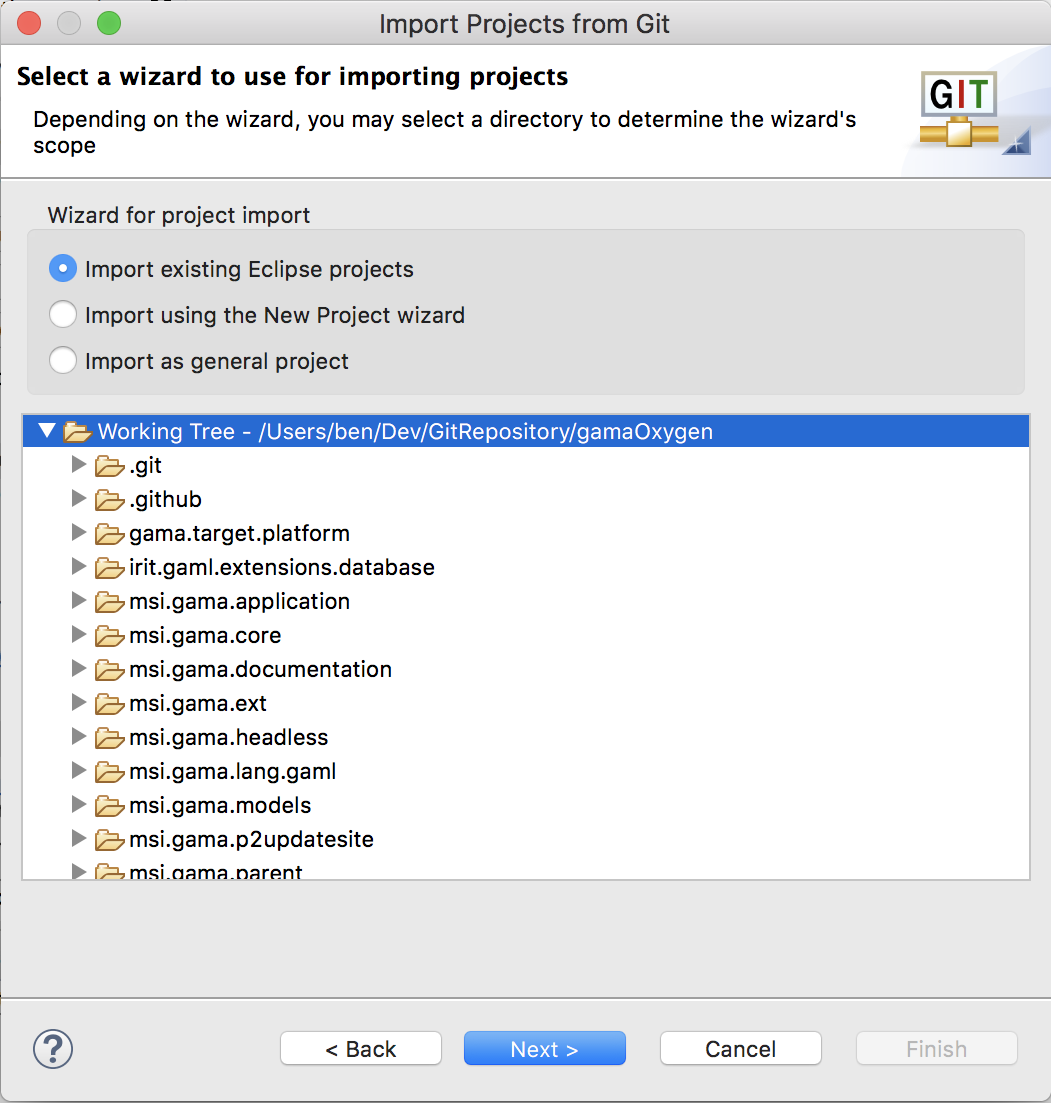 Import Projects from Git
Select a wizard to use for importing projects
Depending on the wizard, you may select a directory to determine the wizard's
scope
GIT
Wizard for project import
Import existing Eclipse projects
Import using the New Project wizard
Import as general project
Working Tree - /Users/ben/Dev/GitRepository/gamaOxygen
.git
.github
gama.target.platform
irit.gaml.extensions.database
msi.gama.application
msi.gama.core
msi.gama.documentation
msi.gama.ext
msi.gama.headless
msi.gama.lang.gaml
msi.gama.models
msi.gama.p2updatesite
msi.gama.parent
?
< Back
Next >
Cancel
Finish